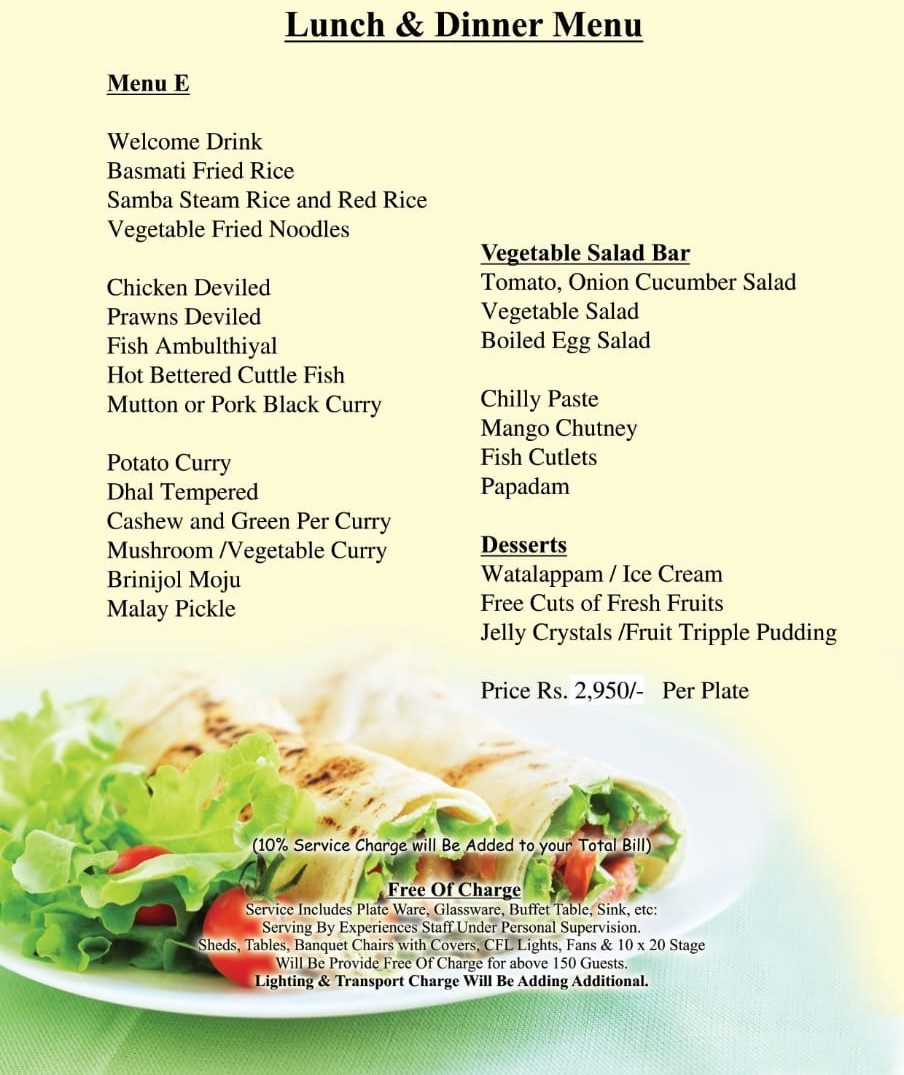 Lunch & Dinner Menu
Menu E
Welcome Drink
Basmati Fried Rice
Samba Steam Rice and Red Rice
Vegetable Fried Noodles
Chicken Deviled
Prawns Deviled
Fish Ambulthiyal
Hot Bettered Cuttle Fish
Mutton or Pork Black Curry
Potato Curry
Dhal Tempered
Cashew and Green Per Curry
Mushroom /Vegetable Curry
Brinijol Moju
Malay Pickle
Vegetable Salad Bar
Tomato, Onion Cucumber Salad
Vegetable Salad
Boiled Egg Salad
Chilly Paste
Mango Chutney
Fish Cutlets
Papadam
Desserts
Watalappam / Ice Cream
Free Cuts of Fresh Fruits
Jelly Crystals /Fruit Tripple Pudding
Price Rs. 2,950/- Per Plate
(10% Service Charge will Be Added to your Total Bill)
Free Of Charge
Service Includes Plate Ware, Glassware, Buffet Table, Sink, etc:
Serving By Experiences Staff Under Personal Supervision.
Sheds, Tables, Banquet Chairs with Covers, CFL Lights, Fans & 10 x 20 Stage
Will Be Provide Free Of Charge for above 150 Guests.
Lighting & Transport Charge Will Be Adding Additional.